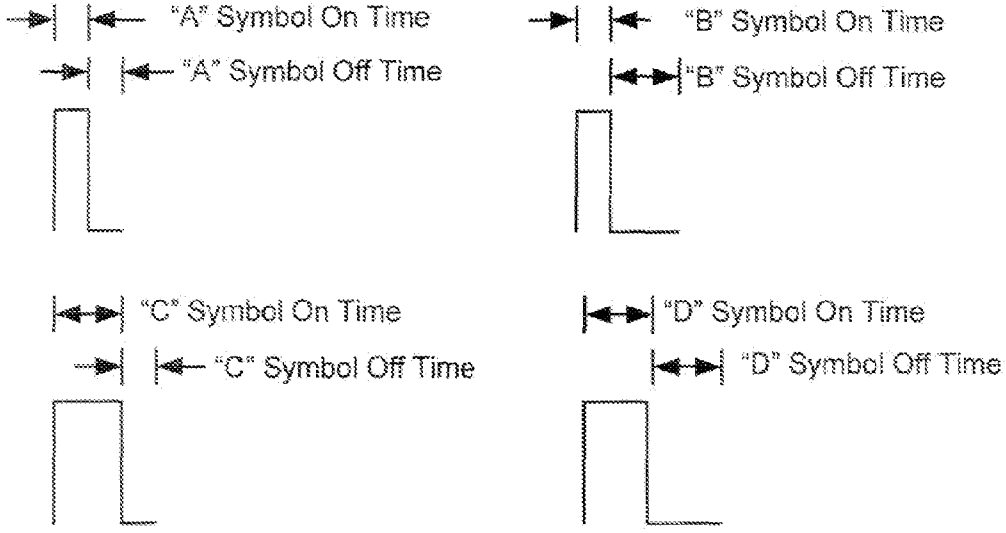 “A” Symbol On Time
“A” Symbol Off Time
“B” Symbol On Time
“B” Symbol Off Time
“C” Symbol On Time
“C” Symbol Off Time
“D” Symbol On Time
“D” Symbol Off Time